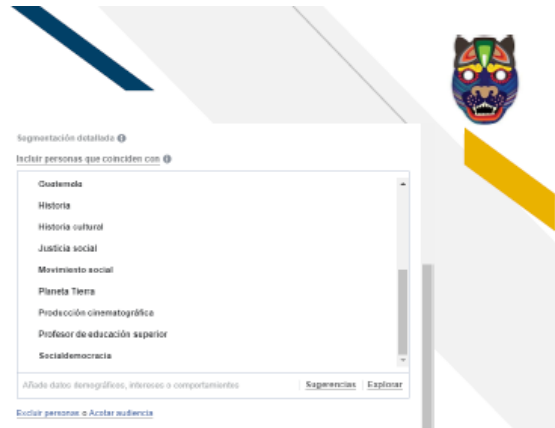 Segmentación detallada
Incluir personas que coinciden con
Guatemala
Historia
Historia cultural
Justicia social
Movimiento social
Planeta Tierra
Producción cinematográfica
Profesor de educación superior
Socialdemocracia
Añade datos demográficos, intereses o comportamientos
Sugerencias
Explorar
Excluir personas o Acotar audiencia